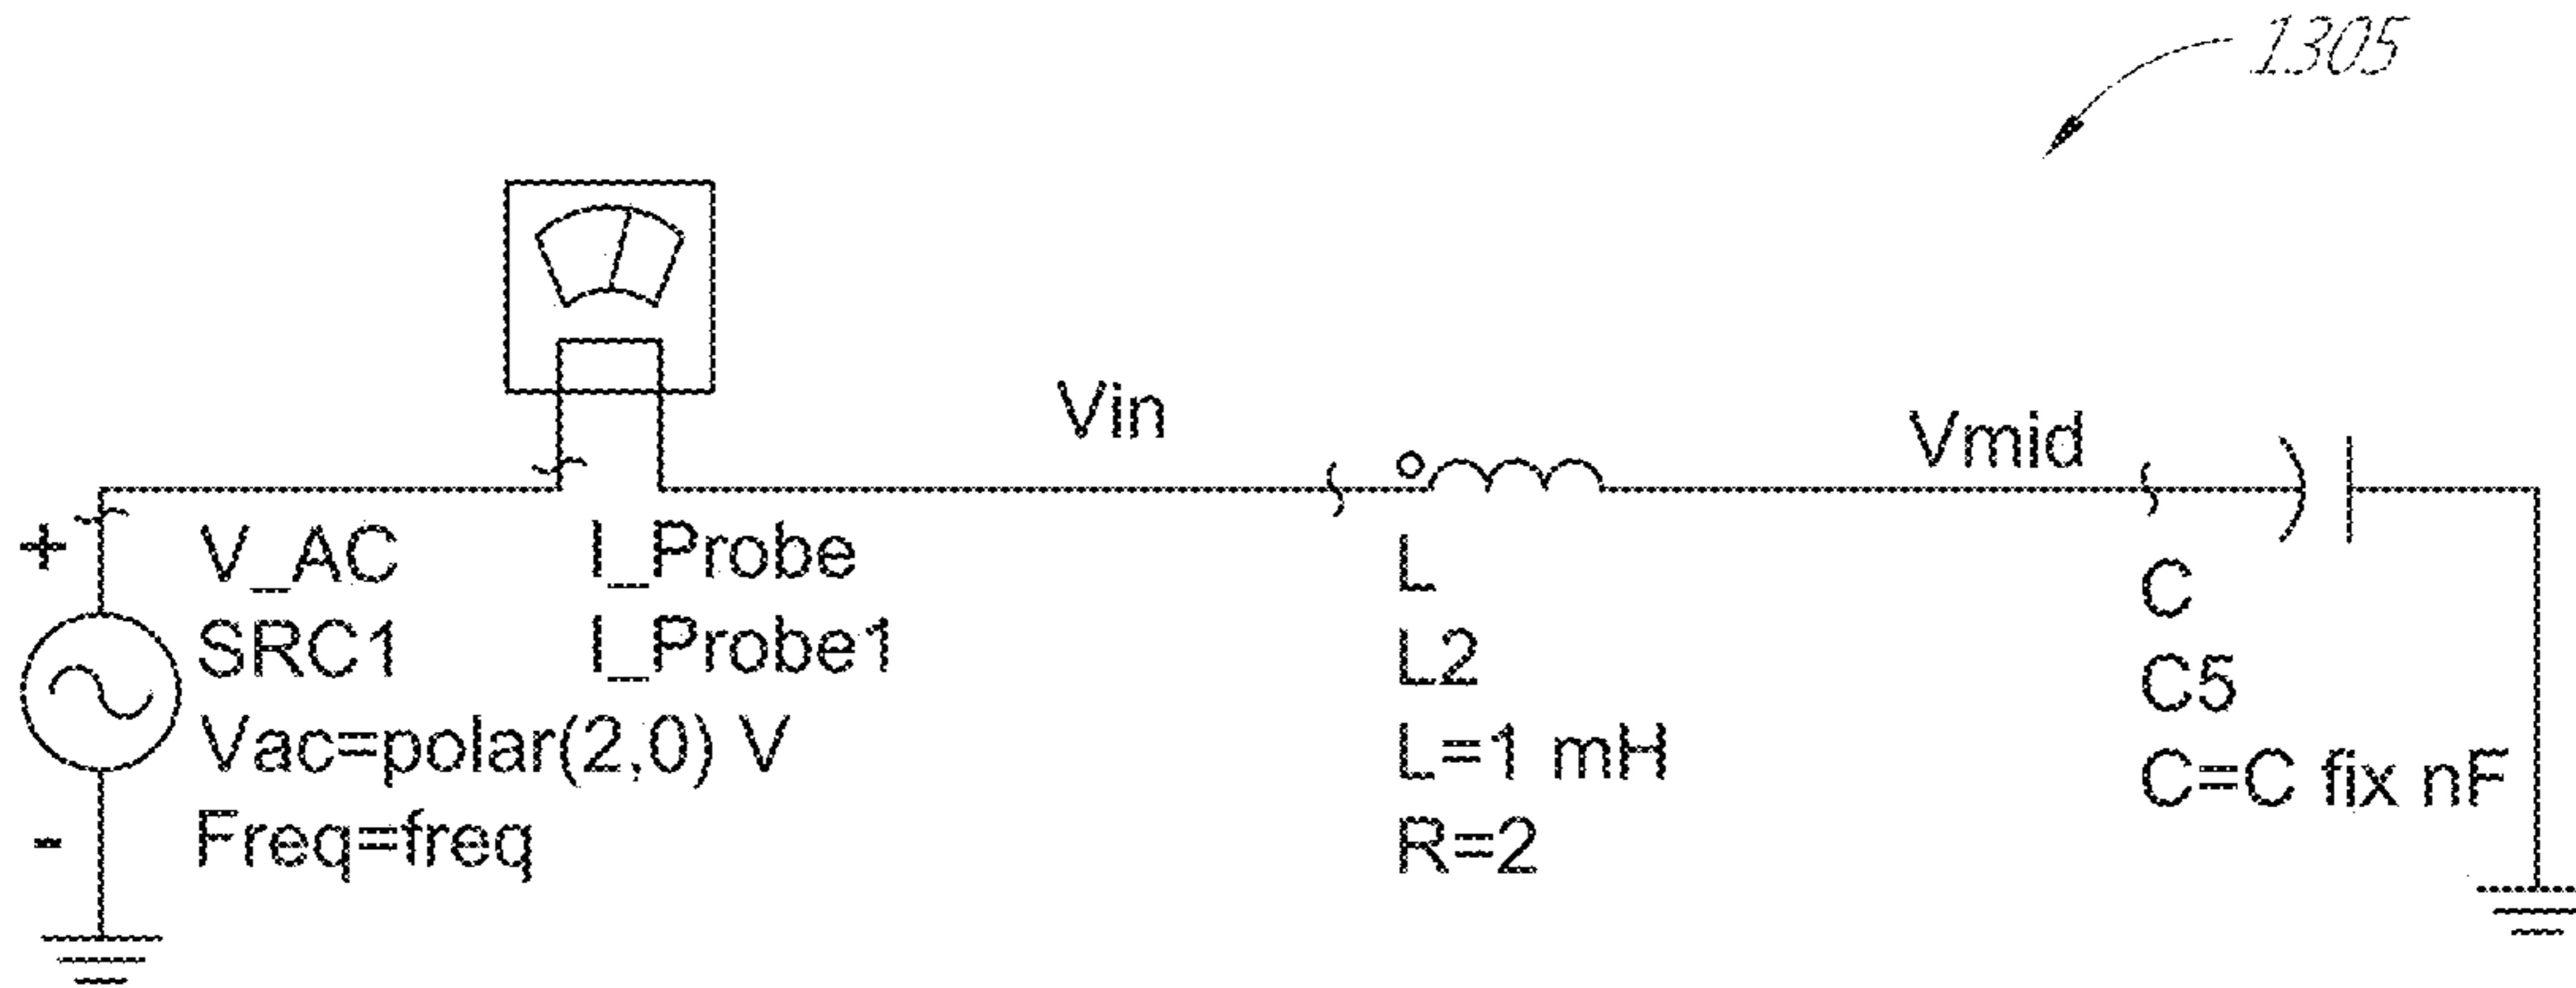 1305
Vin
Vmid
+
V_AC
SRC1
Vac=polar(2,0) V
Freq=freq
-
I_Probe
I_Probe1
L
L2
L=1 mH
R=2
C
C5
C=C fix nF